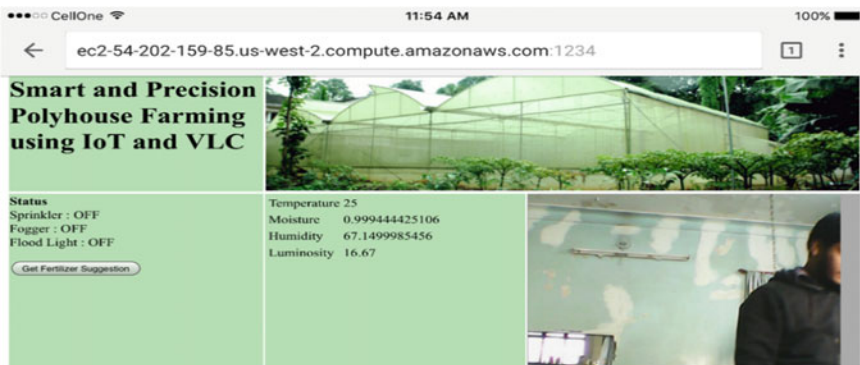 ●●●○○ CellOne 11:54 AM 100%
ec2-54-202-159-85.us-west-2.compute.amazonaws.com:1234
1
Smart and Precision
Polyhouse Farming
using IoT and VLC
Status
Sprinkler : OFF
Fogger : OFF
Flood Light : OFF
Get Fertilizer Suggestion
Temperature 25
Moisture 0.999444425106
Humidity 67.1499985456
Luminosity 16.67